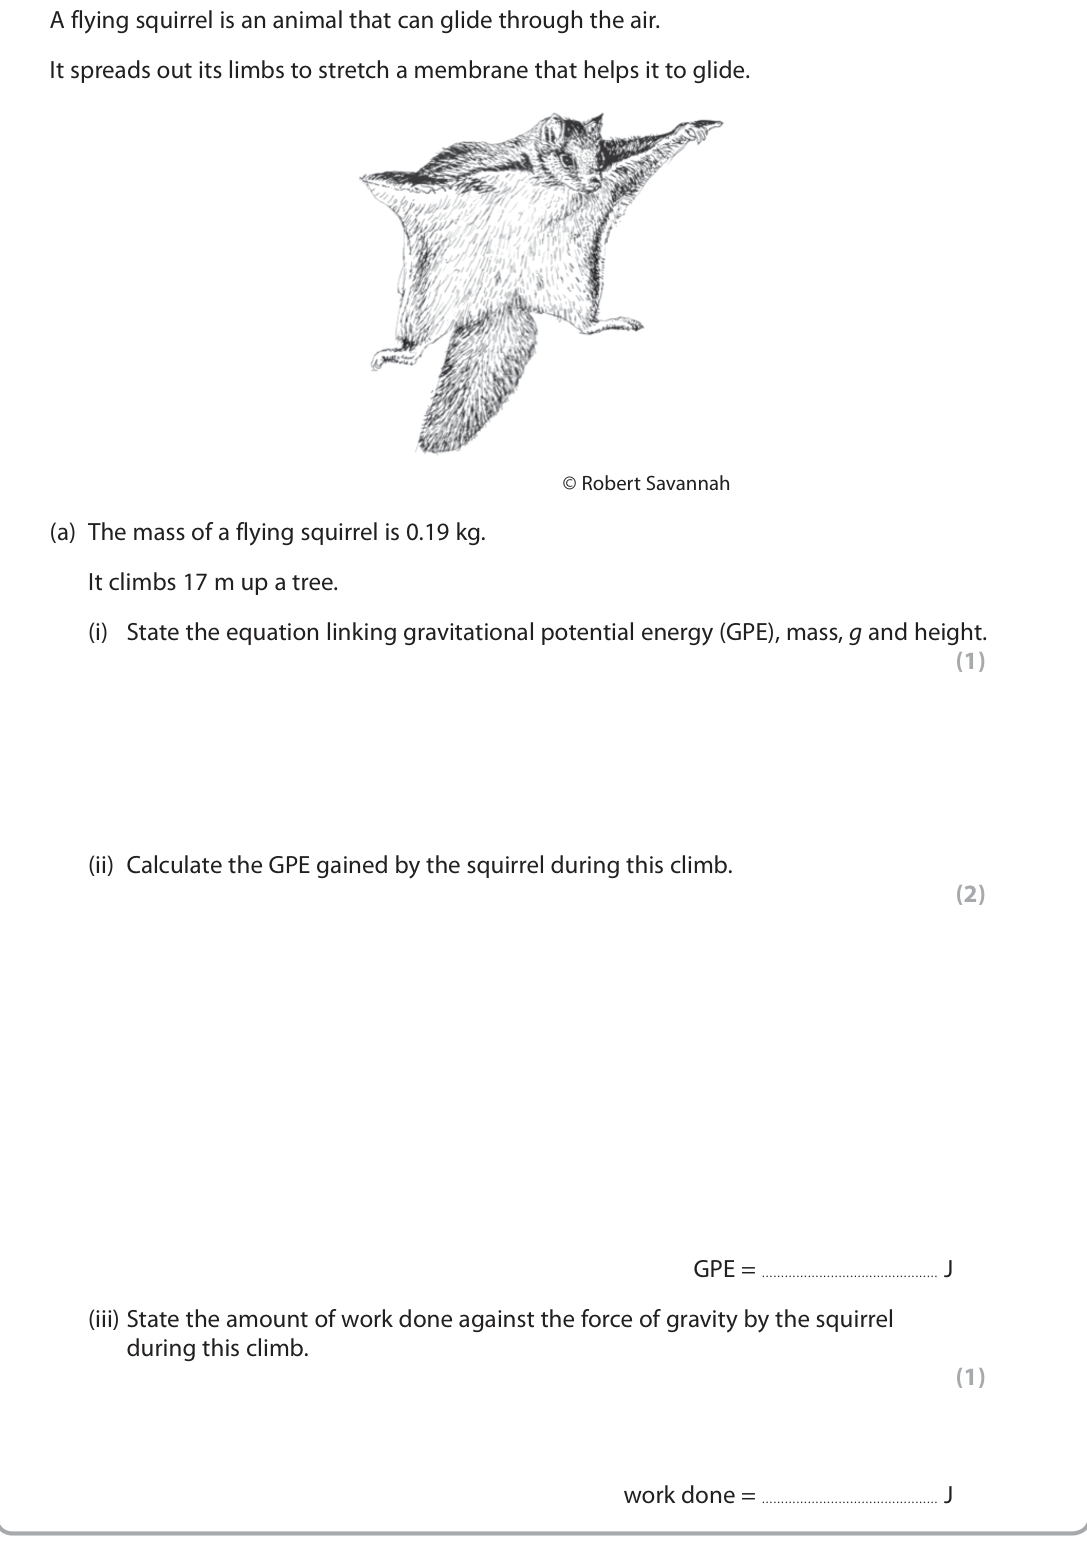 A flying squirrel is an animal that can glide through the air.
It spreads out its limbs to stretch a membrane that helps it to glide.
© Robert Savannah
(a) The mass of a flying squirrel is 0.19 kg.
It climbs 17 m up a tree.
(i) State the equation linking gravitational potential energy (GPE), mass, g and height.
(1)
(ii) Calculate the GPE gained by the squirrel during this climb.
(2)
GPE = ............................................. J
(iii) State the amount of work done against the force of gravity by the squirrel
during this climb.
(1)
work done = ............................................. J